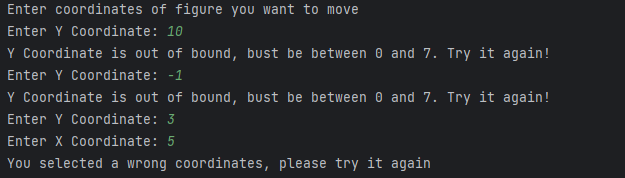 Enter coordinates of figure you want to move
Enter Y Coordinate: 10
Y Coordinate is out of bound, bust be between 0 and 7. Try it again!
Enter Y Coordinate: -1
Y Coordinate is out of bound, bust be between 0 and 7. Try it again!
Enter Y Coordinate: 3
Enter X Coordinate: 5
You selected a wrong coordinates, please try it again